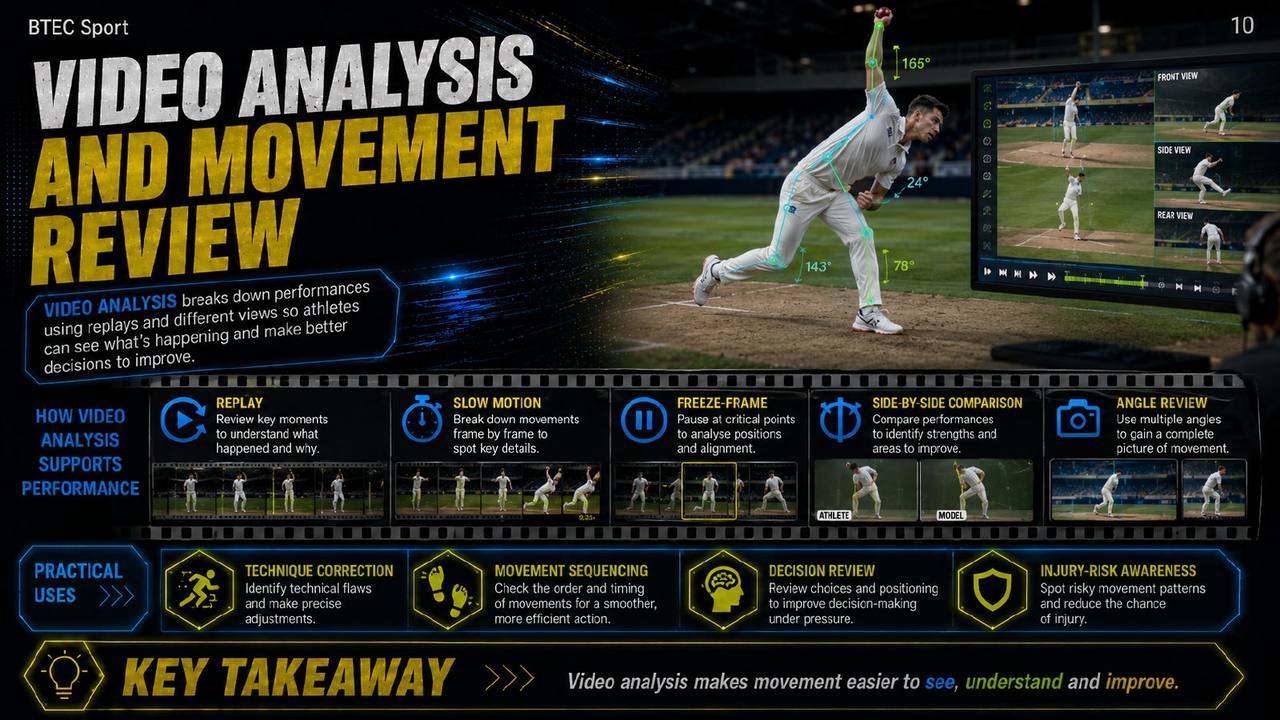 BTEC Sport
10
VIDEO ANALYSIS
AND MOVEMENT
REVIEW
VIDEO ANALYSIS breaks down performances
using replays and different views so athletes
can see what's happening and make better
decisions to improve.
165°
24°
143°
78°
FRONT VIEW
SIDE VIEW
REAR VIEW
HOW VIDEO
ANALYSIS
SUPPORTS
PERFORMANCE
REPLAY
Review key moments
to understand what
happened and why.
SLOW MOTION
Break down movements
frame by frame to
spot key details.
FREEZE-FRAME
Pause at critical points
to analyse positions
and alignment.
SIDE-BY-SIDE COMPARISON
Compare performances
to identify strengths and
areas to improve.
ATHLETE
MODEL
ANGLE REVIEW
Use multiple angles
to gain a complete
picture of movement.
PRACTICAL
USES
TECHNIQUE CORRECTION
Identify technical flaws
and make precise
adjustments.
MOVEMENT SEQUENCING
Check the order and timing
of movements for a smoother,
more efficient action.
DECISION REVIEW
Review choices and positioning
to improve decision-making
under pressure.
INJURY-RISK AWARENESS
Spot risky movement patterns
and reduce the chance
of injury.
KEY TAKEAWAY
Video analysis makes movement easier to see, understand and improve.